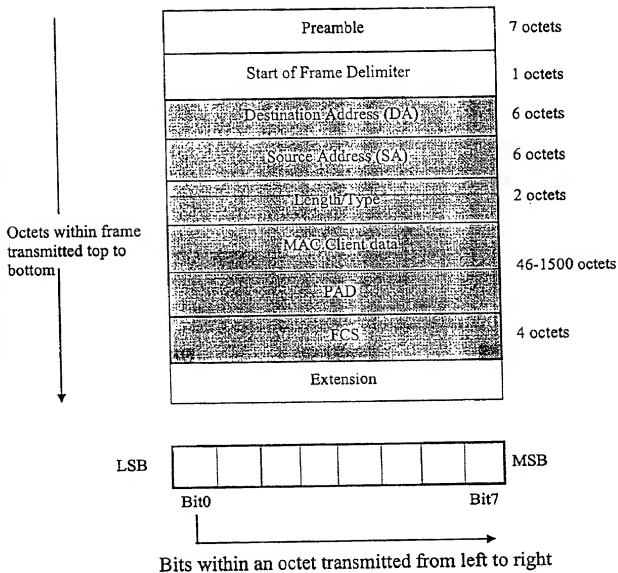 Preamble 7 octets
Start of Frame Delimiter 1 octets
Destination Address (DA) 6 octets
Source Address (SA) 6 octets
Length/Type 2 octets
Octets within frame
transmitted top to
bottom
MAC Client data
46-1500 octets
PAD
FCS 4 octets
Extension
LSB MSB
Bit0 Bit7
Bits within an octet transmitted from left to right